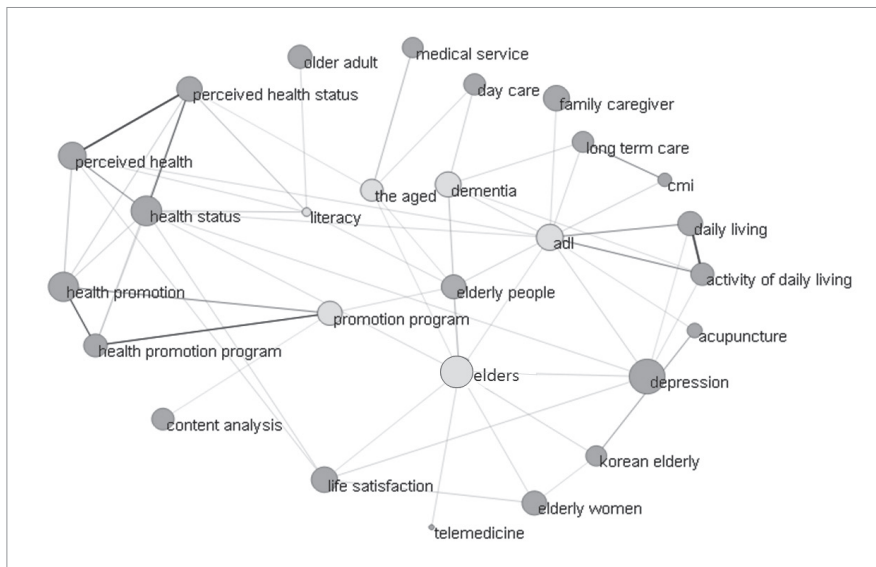 older adult
medical service
perceived health status
day care
family caregiver
perceived health
long term care
cmi
the aged
dementia
health status
literacy
adl
daily living
activity of daily living
health promotion
elderly people
promotion program
acupuncture
health promotion program
elders
depression
content analysis
korean elderly
life satisfaction
elderly women
telemedicine